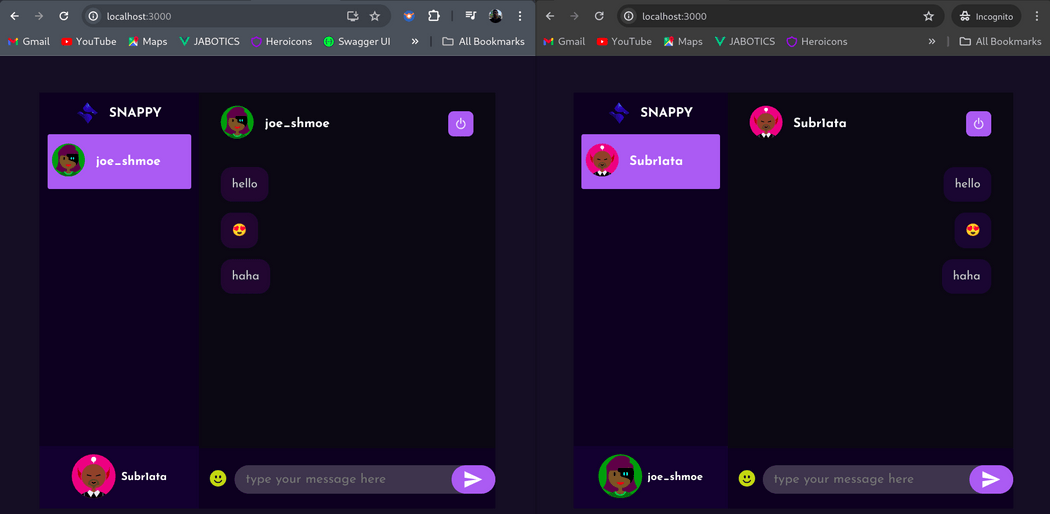 localhost:3000
Gmail YouTube Maps JABOTICS Heroicons Swagger UI » All Bookmarks
SNAPPY
joe_shmoe
joe_shmoe
hello
haha
Subr1ata
type your message here
localhost:3000 Incognito
Gmail YouTube Maps JABOTICS Heroicons » All Bookmarks
SNAPPY
Subr1ata
Subr1ata
hello
haha
joe_shmoe
type your message here